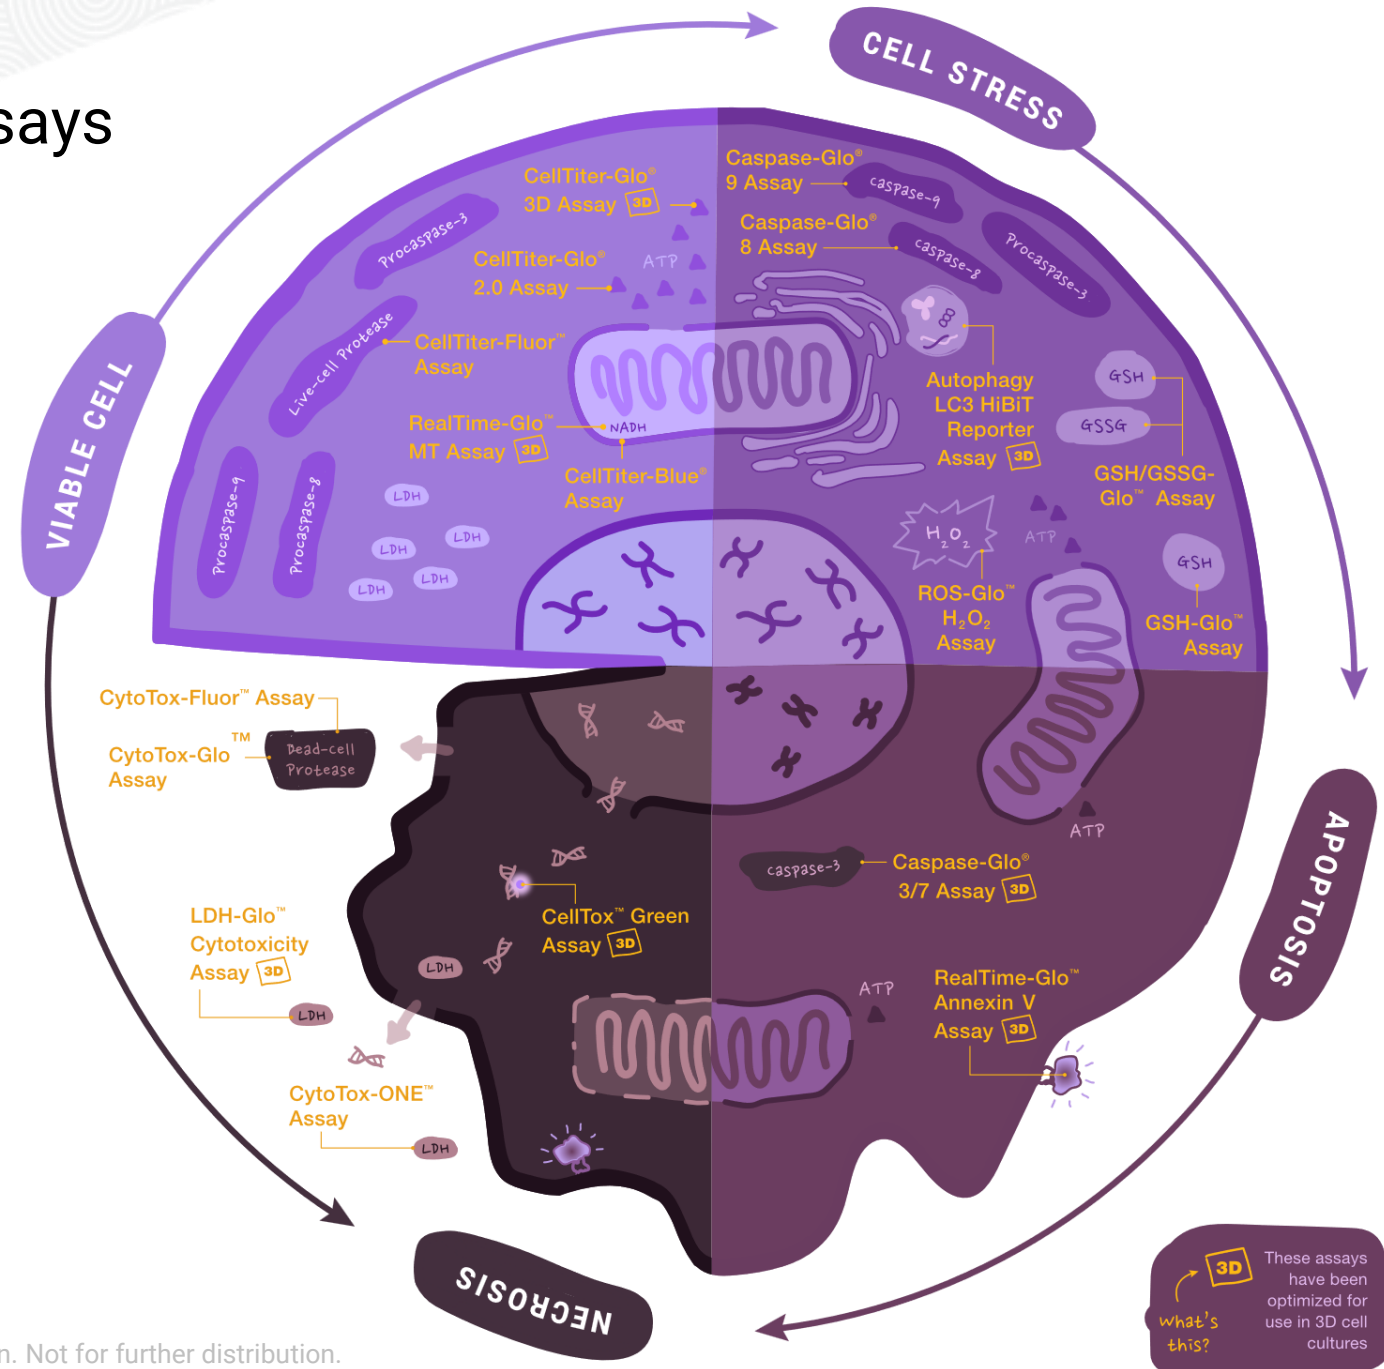 says
CELL STRESS
VIABLE CELL
APOPTOSIS
NECROSIS
CellTiter-Glo®
3D Assay 3D
Procaspase-3
ATP
CellTiter-Glo®
2.0 Assay
Live-cell Protease
CellTiter-Fluor™
Assay
RealTime-Glo™
MT Assay 3D
NADH
CellTiter-Blue®
Assay
Procaspase-9
Procaspase-8
LDH
LDH
LDH
LDH
LDH
Caspase-Glo®
9 Assay
caspase-9
Caspase-Glo®
8 Assay
caspase-8
Procaspase-3
Autophagy
LC3 HiBiT
Reporter
Assay 3D
GSH
GSSG
GSH/GSSG-
Glo™ Assay
H2O2
ATP
ROS-Glo™
H2O2
Assay
GSH
GSH-Glo™
Assay
CytoTox-Fluor™ Assay
CytoTox-Glo™
Assay
Dead-cell
Protease
ATP
caspase-3
Caspase-Glo®
3/7 Assay 3D
CellTox™ Green
Assay 3D
LDH-Glo™
Cytotoxicity
Assay 3D
LDH
LDH
ATP
RealTime-Glo™
Annexin V
Assay 3D
CytoTox-ONE™
Assay
LDH
3D
what's
this?
These assays
have been
optimized for
use in 3D cell
cultures
n. Not for further distribution.